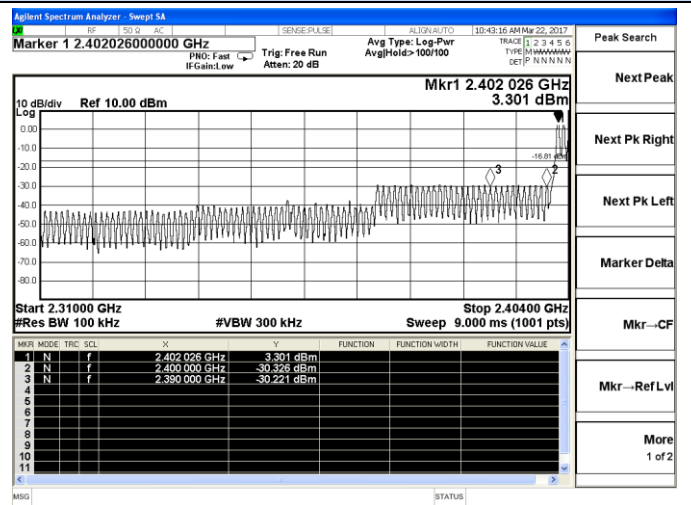 Agilent Spectrum Analyzer - Swept SA
RF 50 Ω AC SENSE:PULSE ALIGNAUTO 10:43:16 AM Mar 22, 2017
Marker 1 2.402026000000 GHz
PNO: Fast
IFGain:Low
Trig: Free Run
Atten: 20 dB
Avg Type: Log-Pwr
Avg|Hold:> 100/100
TRACE 1 2 3 4 5 6
TYPE M
DET P N N N N N
Mkr1 2.402 026 GHz
3.301 dBm
10 dB/div Ref 10.00 dBm
Log
0.00
-10.0
-16.81 dBm
-20.0
3
2
-30.0
-40.0
-50.0
-60.0
-70.0
-80.0
Start 2.31000 GHz Stop 2.40400 GHz
#Res BW 100 kHz #VBW 300 kHz Sweep 9.000 ms (1001 pts)
MKR MODE TRC SCL X Y FUNCTION FUNCTION WIDTH FUNCTION VALUE
1 N f 2.402 026 GHz 3.301 dBm
2 N f 2.400 000 GHz -30.326 dBm
3 N f 2.390 000 GHz -30.221 dBm
4
5
6
7
8
9
10
11
MSG STATUS
Peak Search
Next Peak
Next Pk Right
Next Pk Left
Marker Delta
Mkr→CF
Mkr→Ref Lvl
More
1 of 2